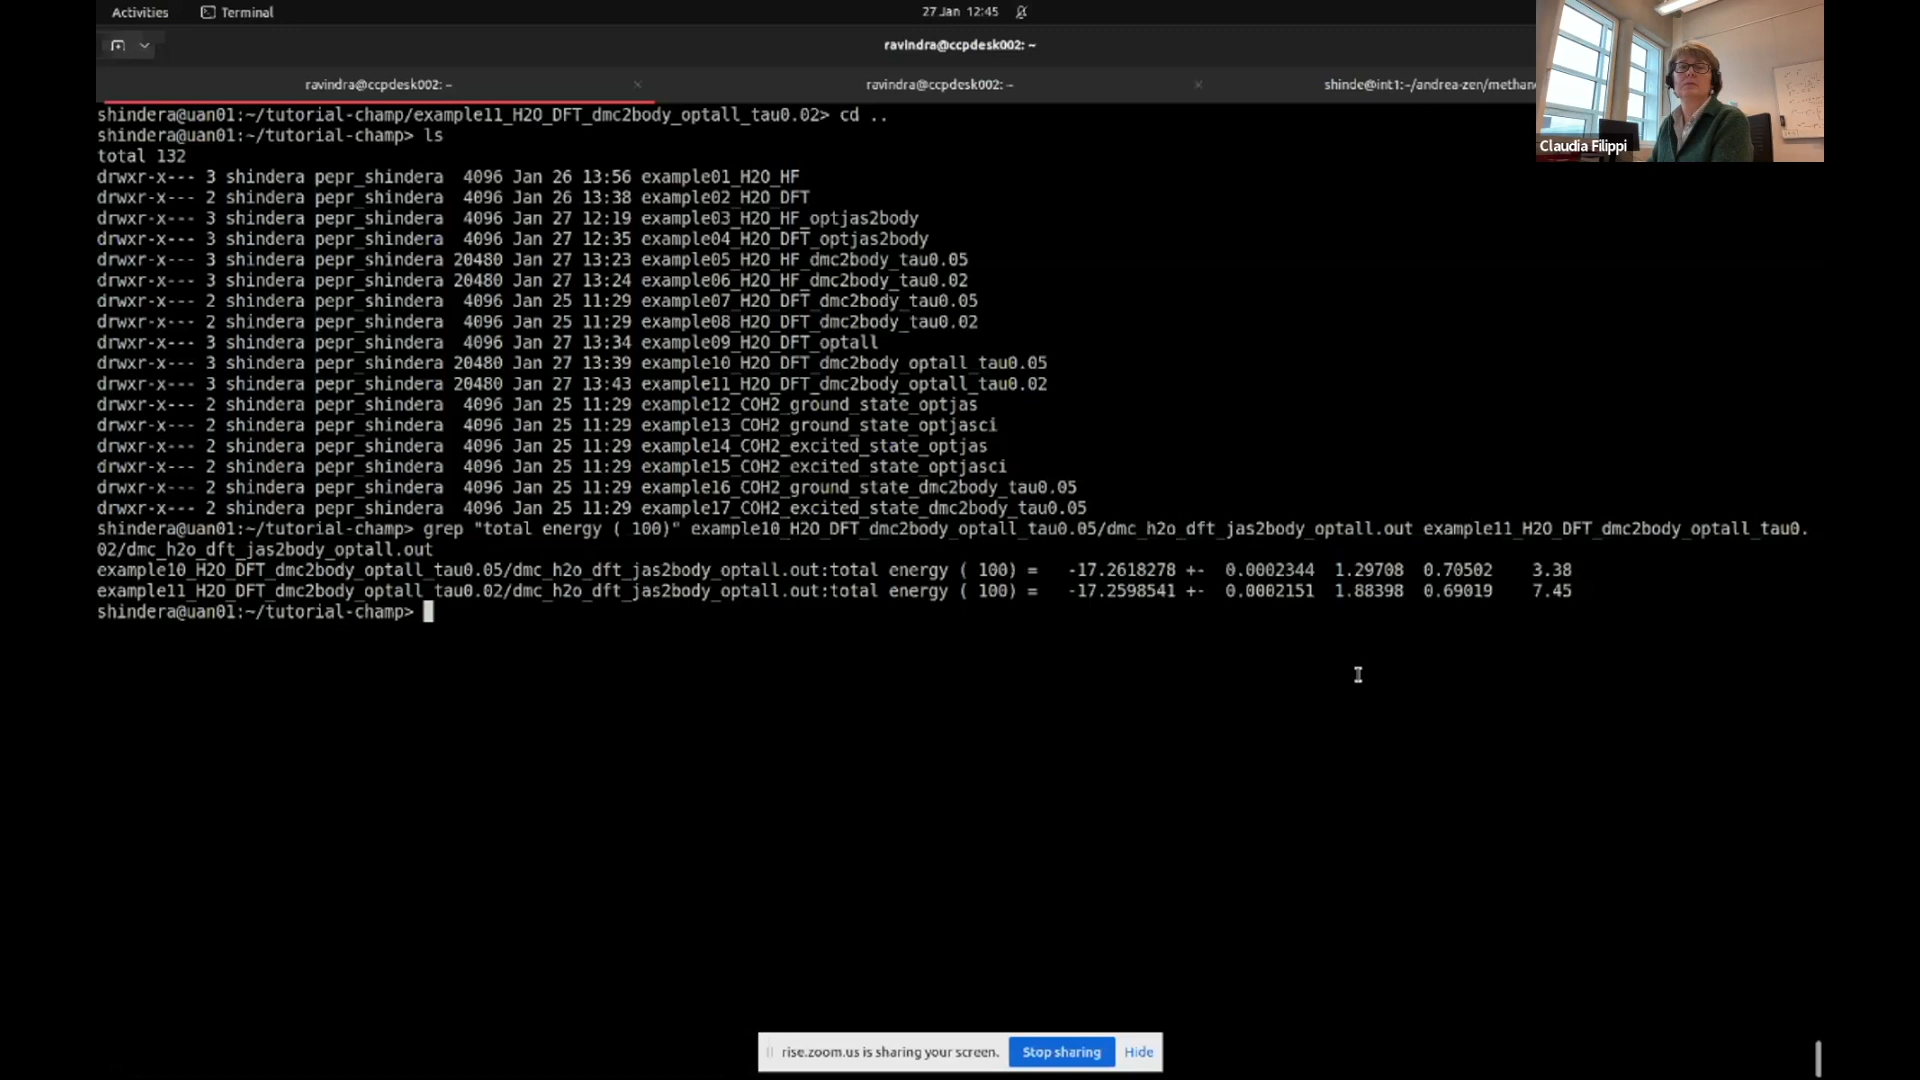 Activities Terminal 27 Jan 12:45
ravindra@ccpdesk002: ~
ravindra@ccpdesk002: ~ × ravindra@ccpdesk002: ~ × shinde@int1:~/andrea-zen/methane
Claudia Filippi
shindera@uan01:~/tutorial-champ/example11_H2O_DFT_dmc2body_optall_tau0.02> cd ..
shindera@uan01:~/tutorial-champ> ls
total 132
drwxr-x--- 3 shindera pepr_shindera  4096 Jan 26 13:56 example01_H2O_HF
drwxr-x--- 2 shindera pepr_shindera  4096 Jan 26 13:38 example02_H2O_DFT
drwxr-x--- 3 shindera pepr_shindera  4096 Jan 27 12:19 example03_H2O_HF_optjas2body
drwxr-x--- 3 shindera pepr_shindera  4096 Jan 27 12:35 example04_H2O_DFT_optjas2body
drwxr-x--- 3 shindera pepr_shindera 20480 Jan 27 13:23 example05_H2O_HF_dmc2body_tau0.05
drwxr-x--- 3 shindera pepr_shindera 20480 Jan 27 13:24 example06_H2O_HF_dmc2body_tau0.02
drwxr-x--- 2 shindera pepr_shindera  4096 Jan 25 11:29 example07_H2O_DFT_dmc2body_tau0.05
drwxr-x--- 2 shindera pepr_shindera  4096 Jan 25 11:29 example08_H2O_DFT_dmc2body_tau0.02
drwxr-x--- 3 shindera pepr_shindera  4096 Jan 27 13:34 example09_H2O_DFT_optall
drwxr-x--- 3 shindera pepr_shindera 20480 Jan 27 13:39 example10_H2O_DFT_dmc2body_optall_tau0.05
drwxr-x--- 3 shindera pepr_shindera 20480 Jan 27 13:43 example11_H2O_DFT_dmc2body_optall_tau0.02
drwxr-x--- 2 shindera pepr_shindera  4096 Jan 25 11:29 example12_COH2_ground_state_optjas
drwxr-x--- 2 shindera pepr_shindera  4096 Jan 25 11:29 example13_COH2_ground_state_optjasci
drwxr-x--- 2 shindera pepr_shindera  4096 Jan 25 11:29 example14_COH2_excited_state_optjas
drwxr-x--- 2 shindera pepr_shindera  4096 Jan 25 11:29 example15_COH2_excited_state_optjasci
drwxr-x--- 2 shindera pepr_shindera  4096 Jan 25 11:29 example16_COH2_ground_state_dmc2body_tau0.05
drwxr-x--- 2 shindera pepr_shindera  4096 Jan 25 11:29 example17_COH2_excited_state_dmc2body_tau0.05
shindera@uan01:~/tutorial-champ> grep "total energy ( 100)" example10_H2O_DFT_dmc2body_optall_tau0.05/dmc_h2o_dft_jas2body_optall.out example11_H2O_DFT_dmc2body_optall_tau0.
02/dmc_h2o_dft_jas2body_optall.out
example10_H2O_DFT_dmc2body_optall_tau0.05/dmc_h2o_dft_jas2body_optall.out:total energy ( 100) =   -17.2618278 +-  0.0002344  1.29708  0.70502    3.38
example11_H2O_DFT_dmc2body_optall_tau0.02/dmc_h2o_dft_jas2body_optall.out:total energy ( 100) =   -17.2598541 +-  0.0002151  1.88398  0.69019    7.45
shindera@uan01:~/tutorial-champ>
rise.zoom.us is sharing your screen. Stop sharing Hide